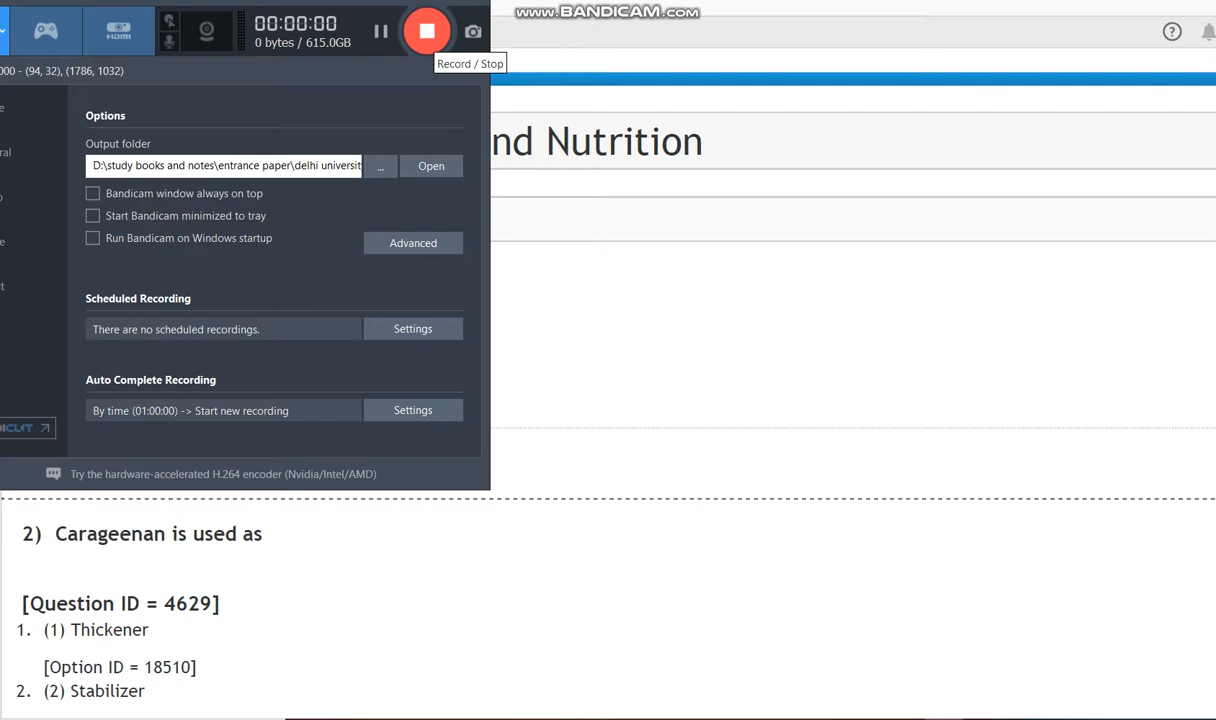 www.BANDICAM.com
HDMI
00:00:00
0 bytes / 615.0GB
Record / Stop
000 - (94, 32), (1786, 1032)
Options
Output folder
D:\study books and notes\entrance paper\delhi universit
...
Open
Bandicam window always on top
Start Bandicam minimized to tray
Run Bandicam on Windows startup
Advanced
Scheduled Recording
There are no scheduled recordings.
Settings
Auto Complete Recording
By time (01:00:00) -> Start new recording
Settings
Try the hardware-accelerated H.264 encoder (Nvidia/Intel/AMD)
nd Nutrition
2) Carageenan is used as
[Question ID = 4629]
1. (1) Thickener
[Option ID = 18510]
2. (2) Stabilizer